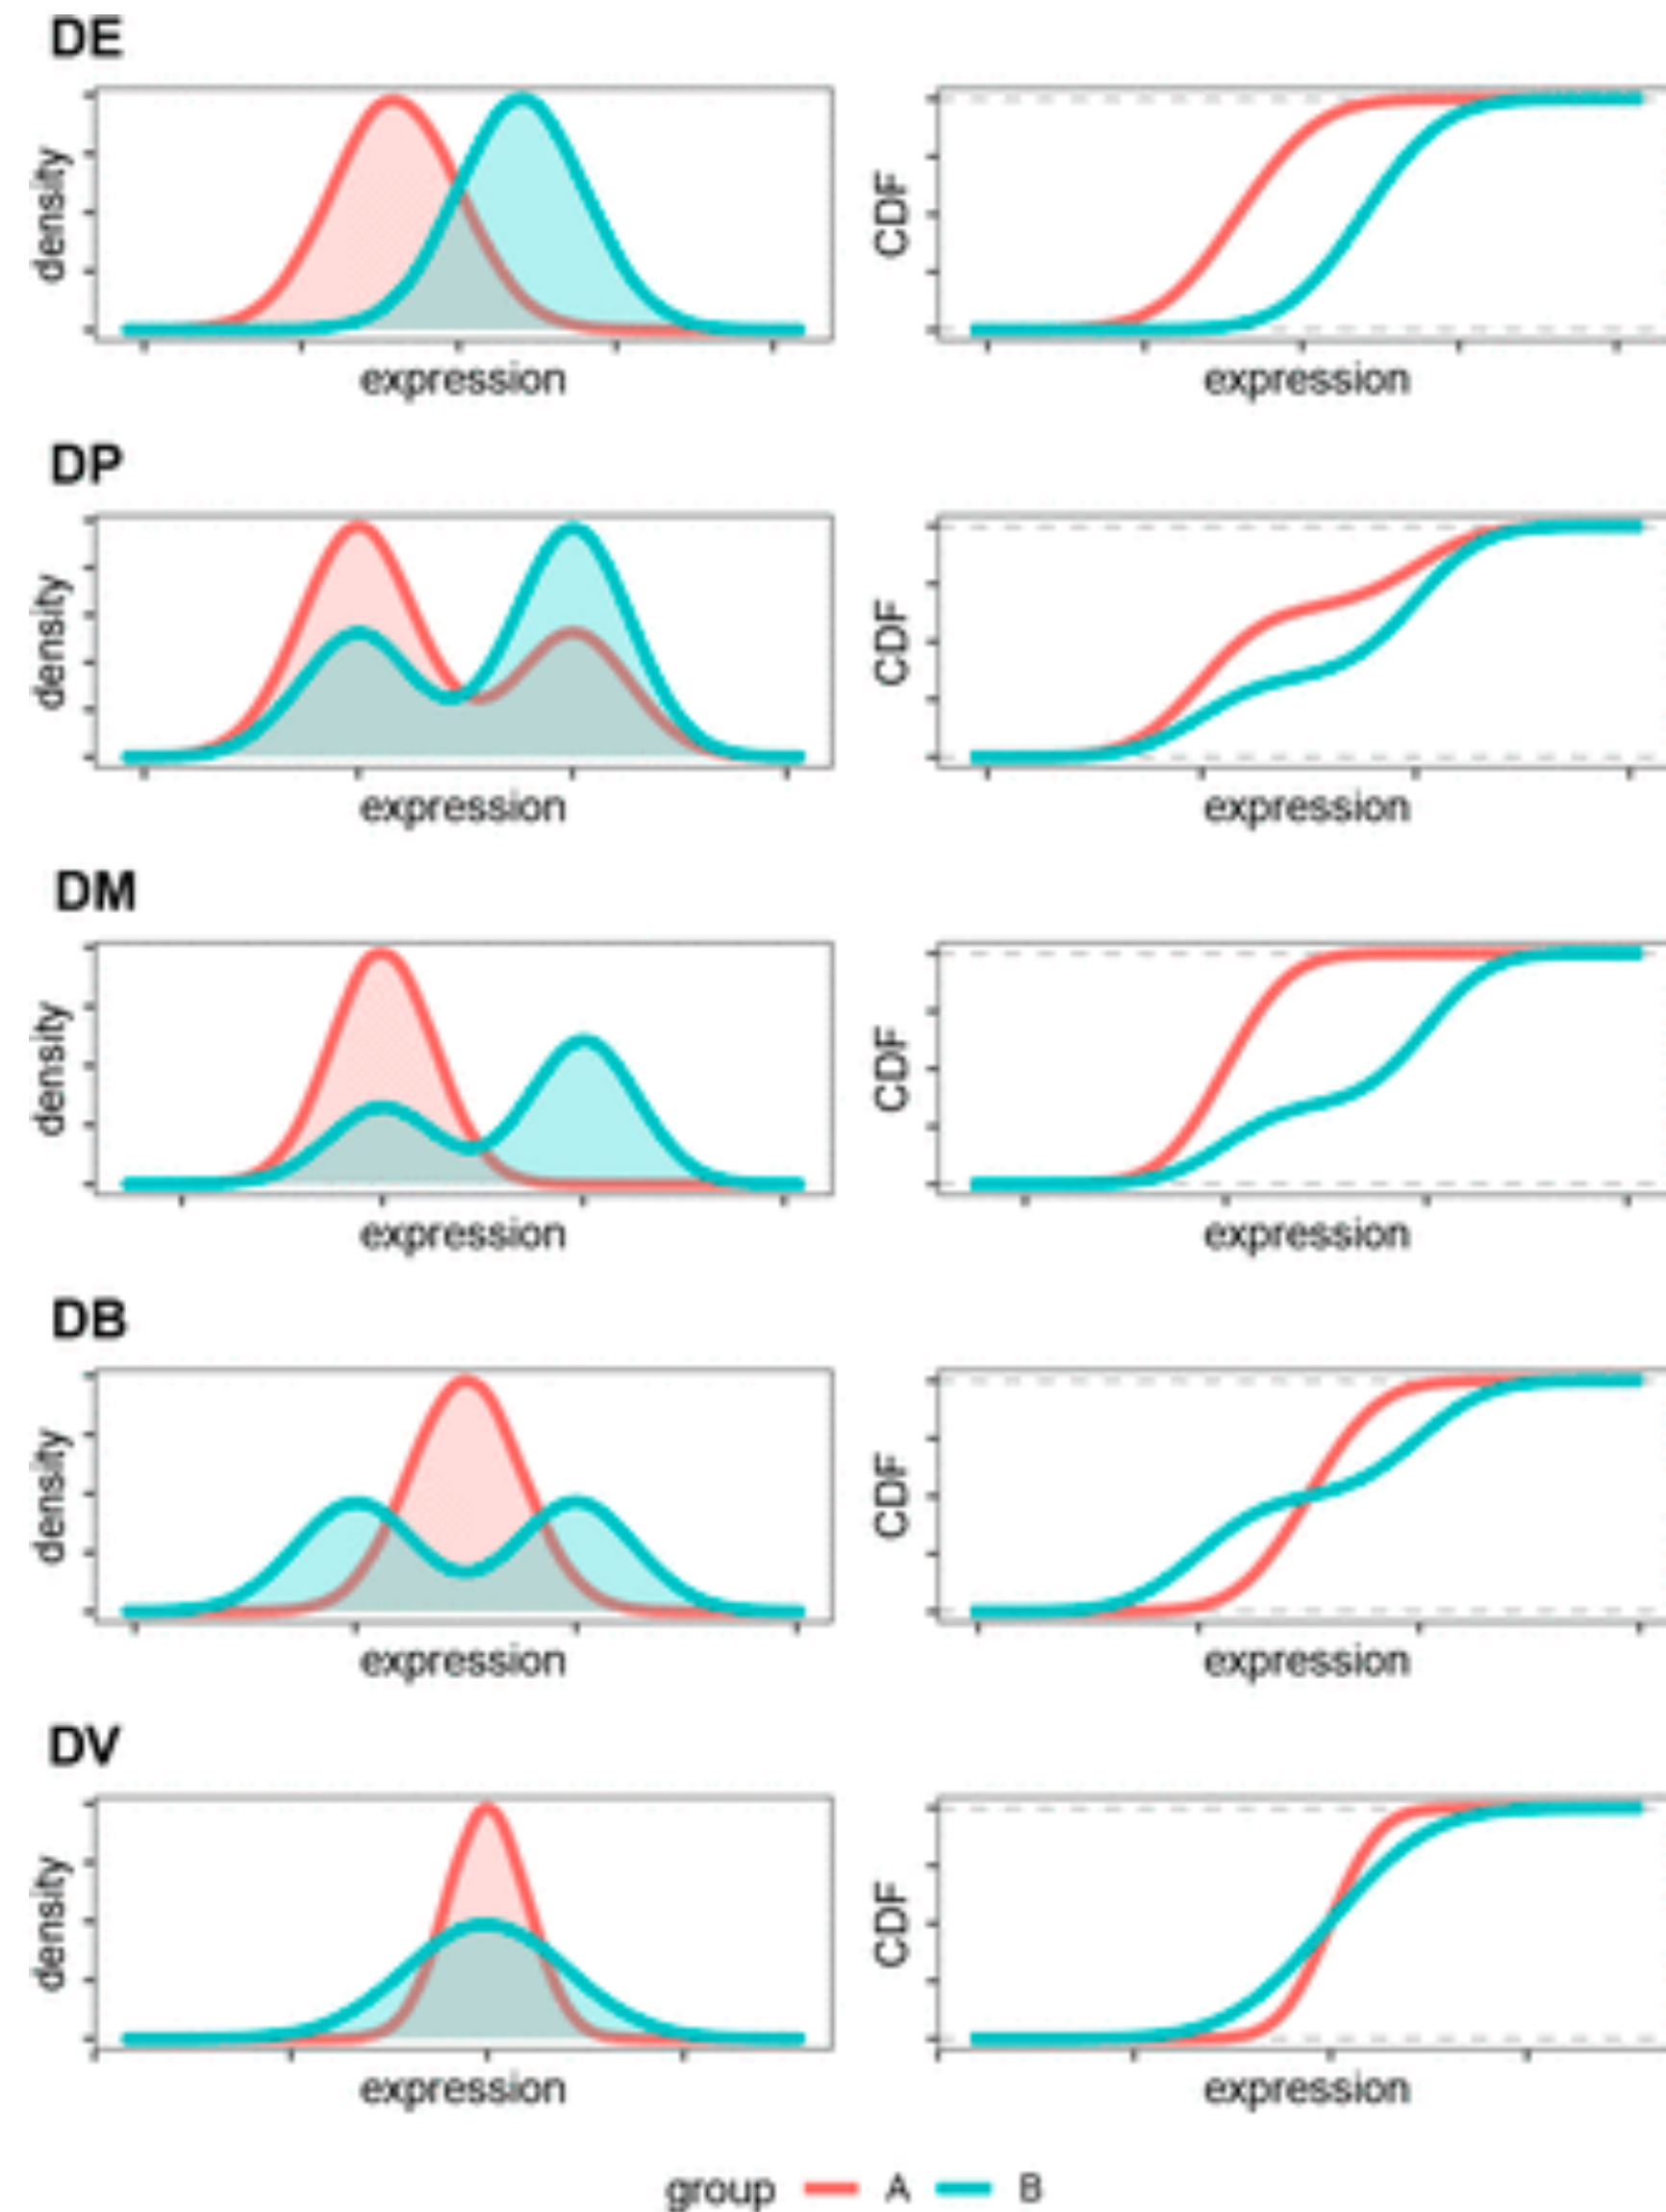 DE
density
CDF
expression
expression
DP
density
CDF
expression
expression
DM
density
CDF
expression
expression
DB
density
CDF
expression
expression
DV
density
CDF
expression
expression
group A B